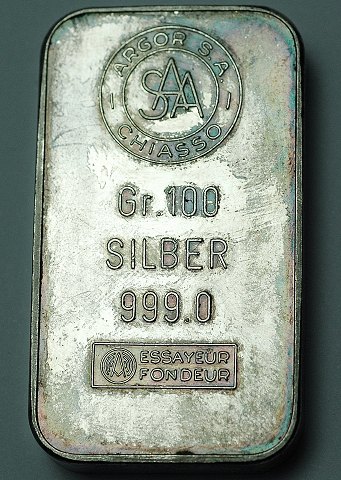 ARGOR S.A.
SAA
CHIASSO
Gr.100
SILBER
999.0
ESSAYEUR
FONDEUR